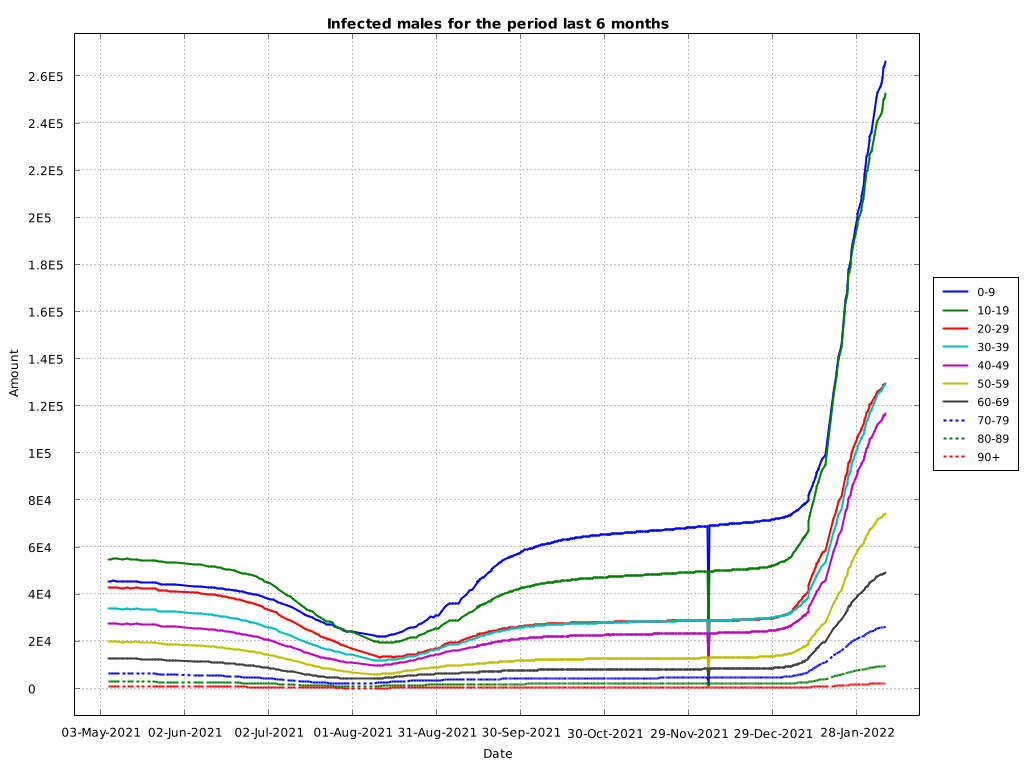 Infected males for the period last 6 months
2.6E5
2.4E5
2.2E5
2E5
1.8E5
1.6E5
1.4E5
1.2E5
1E5
8E4
6E4
4E4
2E4
0
Amount
03-May-2021 02-Jun-2021 02-Jul-2021 01-Aug-2021 31-Aug-2021 30-Sep-2021 30-Oct-2021 29-Nov-2021 29-Dec-2021 28-Jan-2022
Date
0-9
10-19
20-29
30-39
40-49
50-59
60-69
70-79
80-89
90+